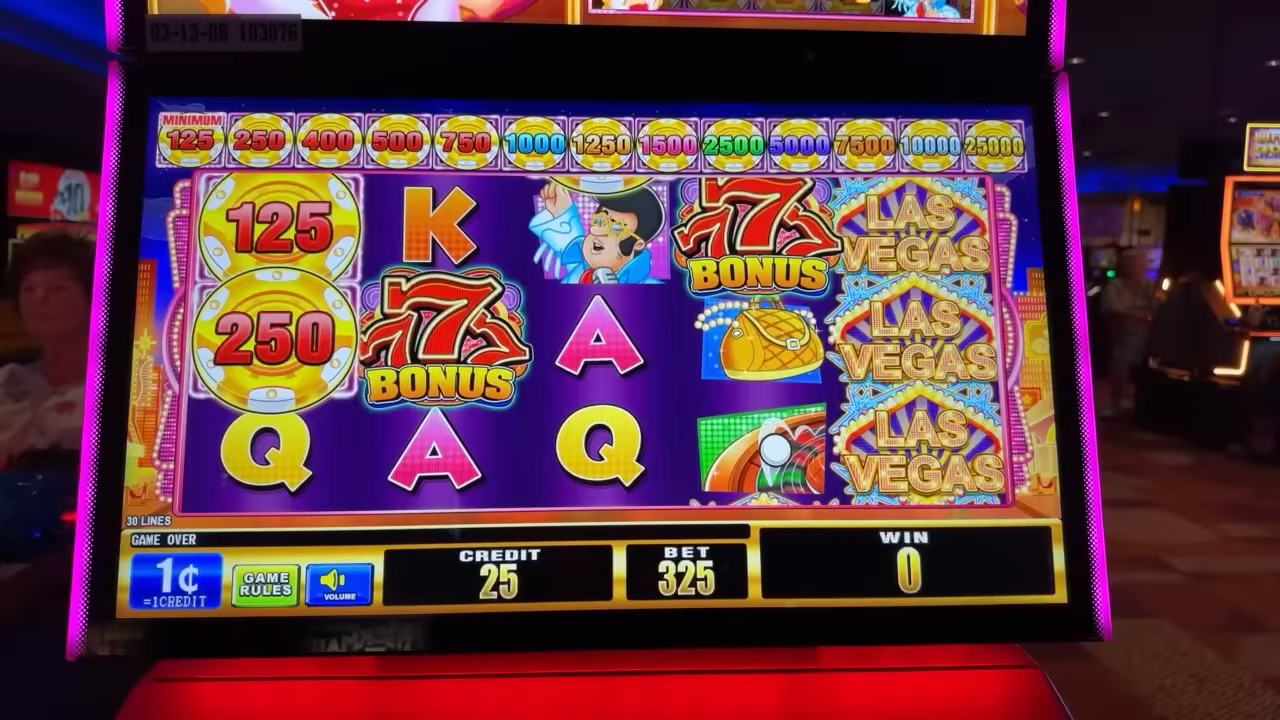 03-13-06 103076
MINIMUM
125 250 400 500 750 1000 1250 1500 2500 5000 7500 10000 25000
125 K 7 BONUS LAS VEGAS
250 7 BONUS A LAS VEGAS
Q A Q LAS VEGAS
30 LINES
GAME OVER
1¢ =1CREDIT
GAME RULES
VOLUME
CREDIT 25
BET 325
WIN 0